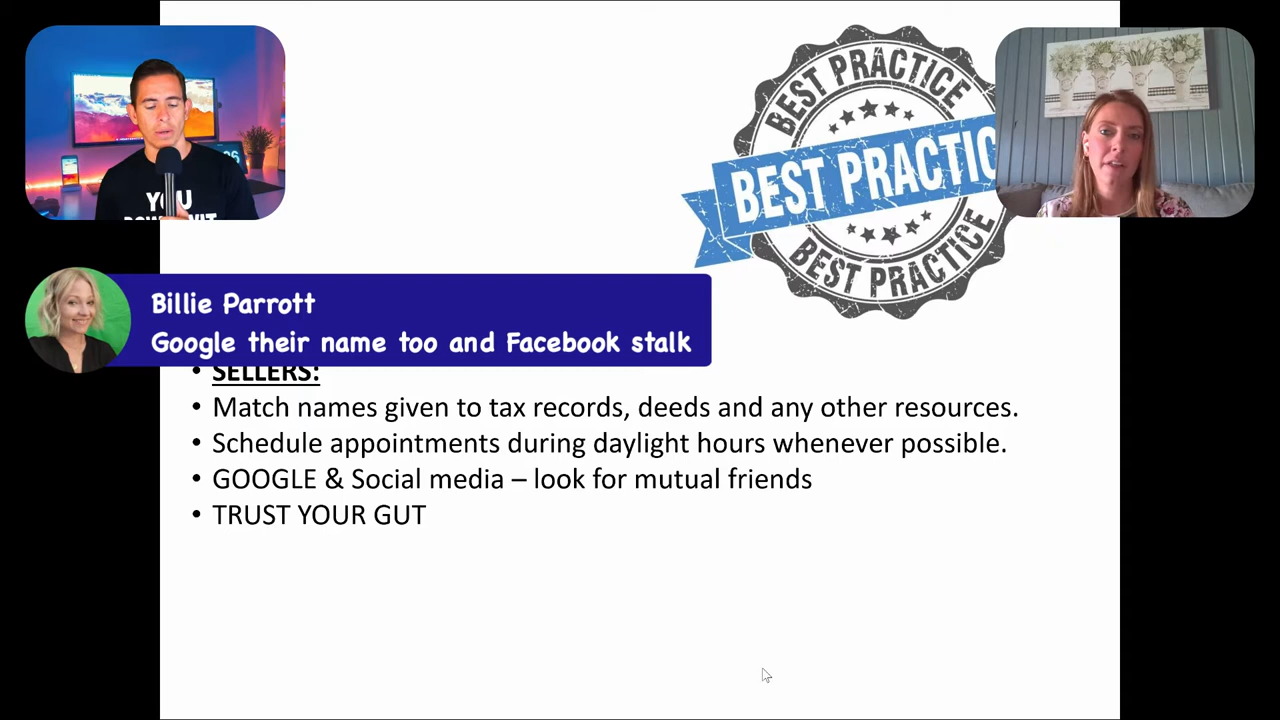 BEST PRACTICE
BEST PRACTIC
BEST PRACTICE
YOU
Billie Parrott
Google their name too and Facebook stalk
• SELLERS:
• Match names given to tax records, deeds and any other resources.
• Schedule appointments during daylight hours whenever possible.
• GOOGLE & Social media – look for mutual friends
• TRUST YOUR GUT